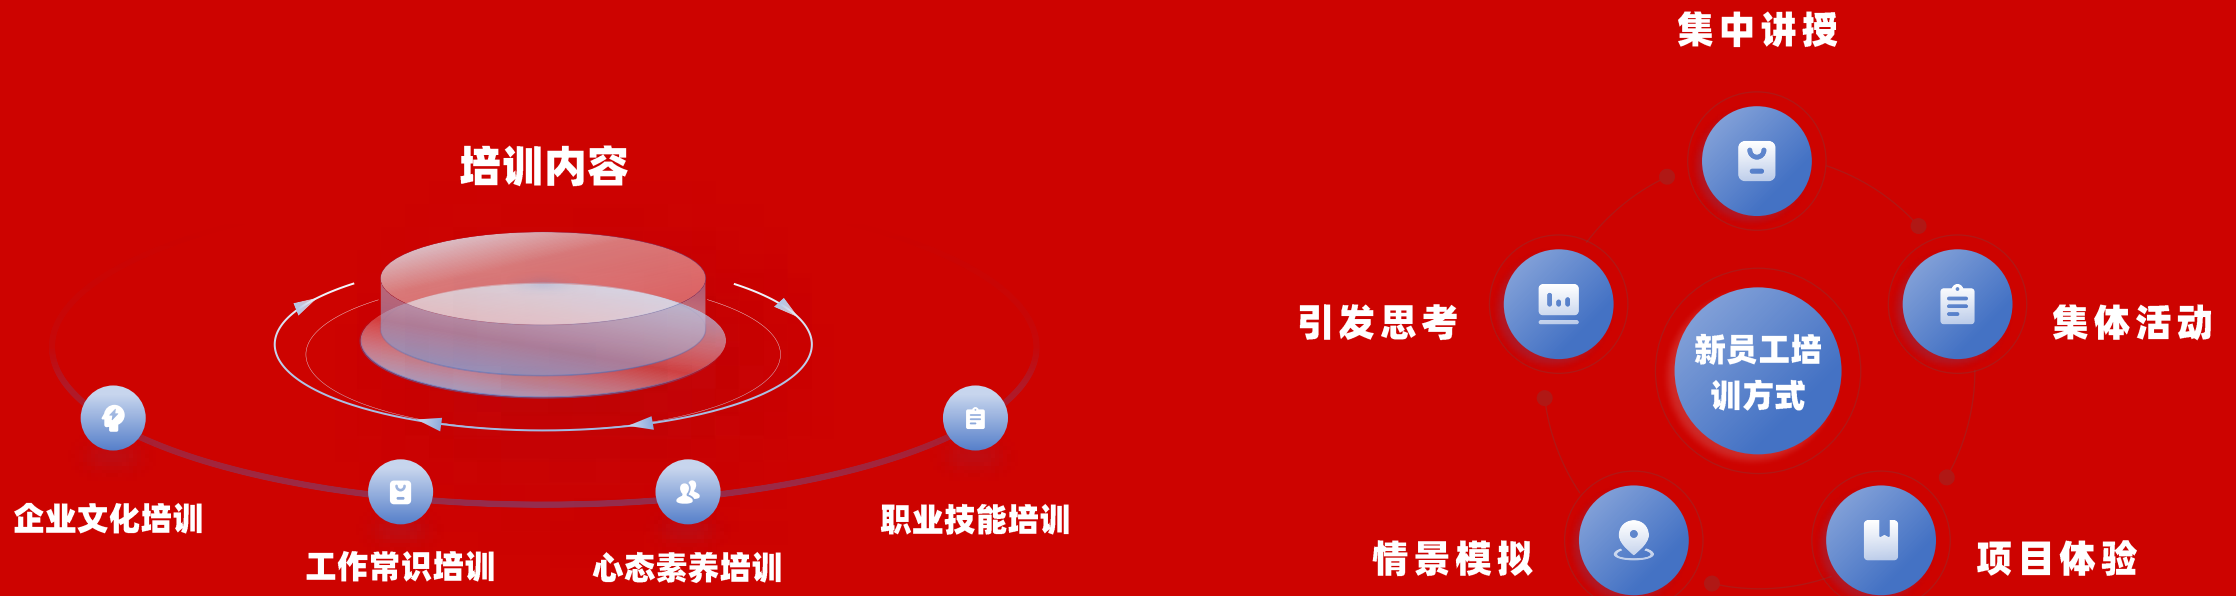 培训内容
企业文化培训
工作常识培训
心态素养培训
职业技能培训
集中讲授
引发思考
集体活动
新员工培
训方式
情景模拟
项目体验